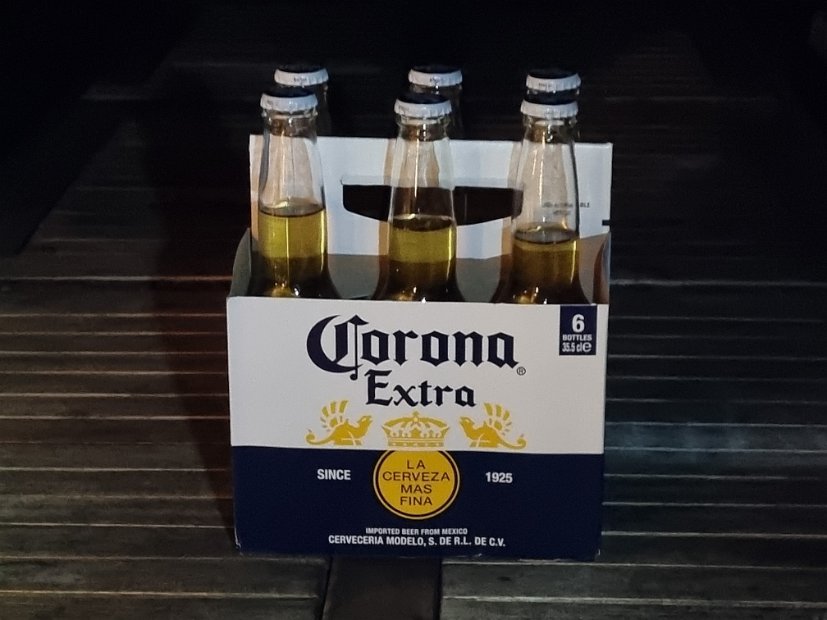 Corona
Extra
®
6
BOTTLES
35.5 cl e
SINCE
1925
LA
CERVEZA
MAS
FINA
IMPORTED BEER FROM MEXICO
CERVECERIA MODELO, S. DE R.L. DE C.V.